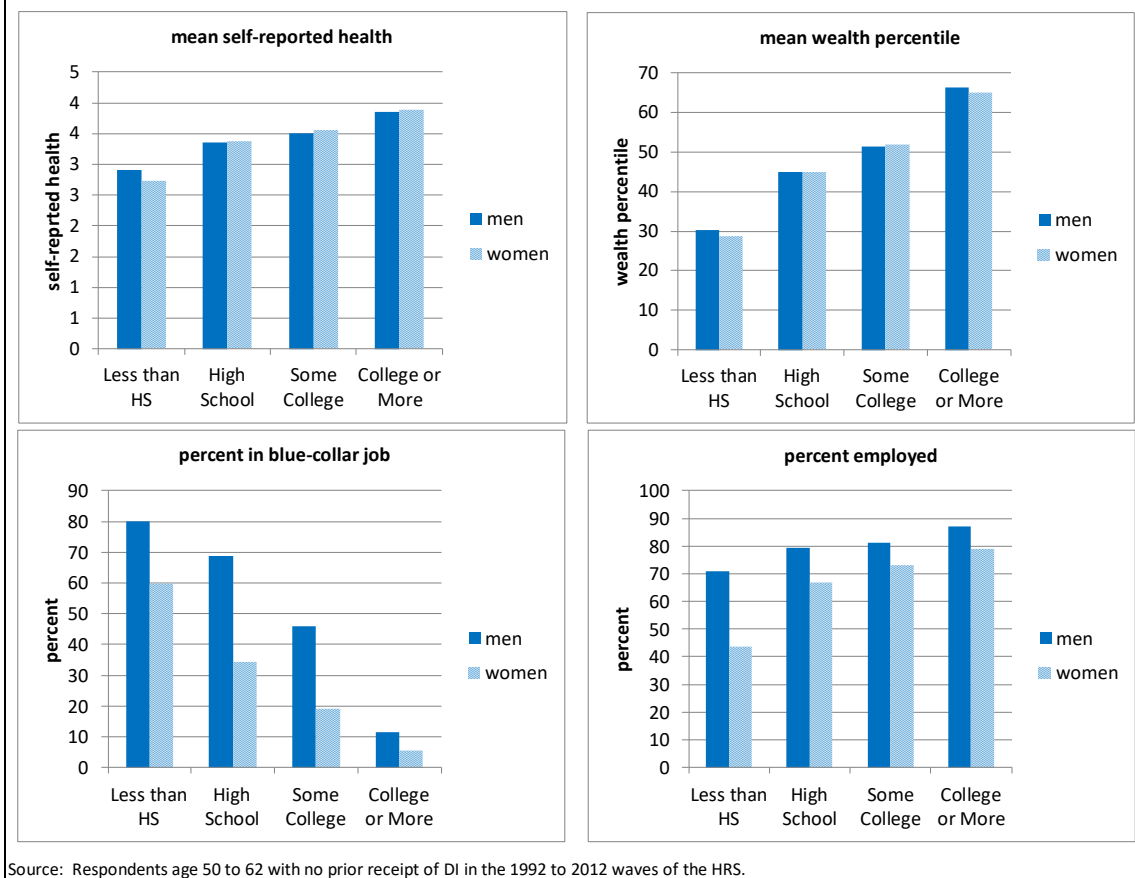 mean self-reported health
5
4
4
3
3
2
2
1
1
0
self-reprted health
Less than
HS
High
School
Some
College
College or
More
men
women
mean wealth percentile
70
60
50
40
30
20
10
0
wealth percentile
Less than
HS
High
School
Some
College
College
or More
men
women
percent in blue-collar job
90
80
70
60
50
40
30
20
10
0
percent
Less than
HS
High
School
Some
College
College
or More
men
women
percent employed
100
90
80
70
60
50
40
30
20
10
0
percent
Less than
HS
High
School
Some
College
College
or More
men
women
Source: Respondents age 50 to 62 with no prior receipt of DI in the 1992 to 2012 waves of the HRS.